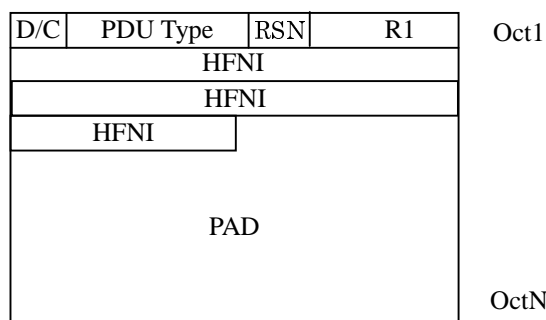 D/C PDU Type RSN R1 Oct1
HFNI
HFNI
HFNI
PAD
OctN